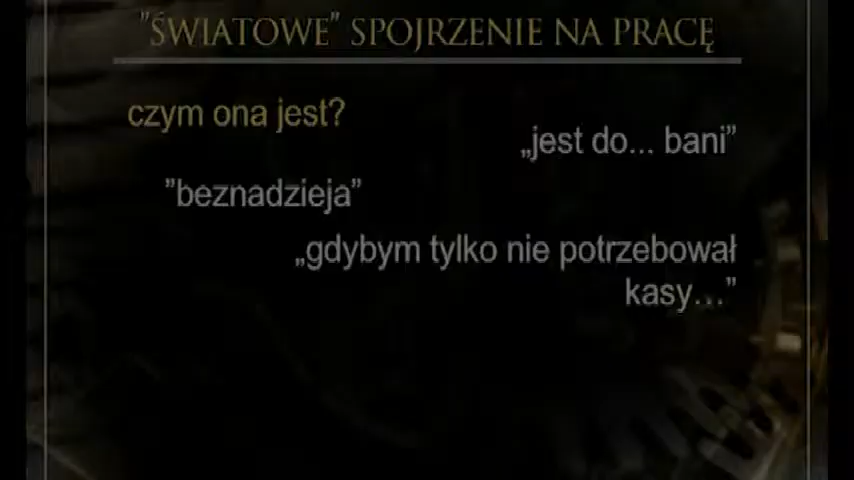 "ŚWIATOWE" SPOJRZENIE NA PRACĘ
czym ona jest?
„jest do... bani”
”beznadzieja”
„gdybym tylko nie potrzebował
kasy...”